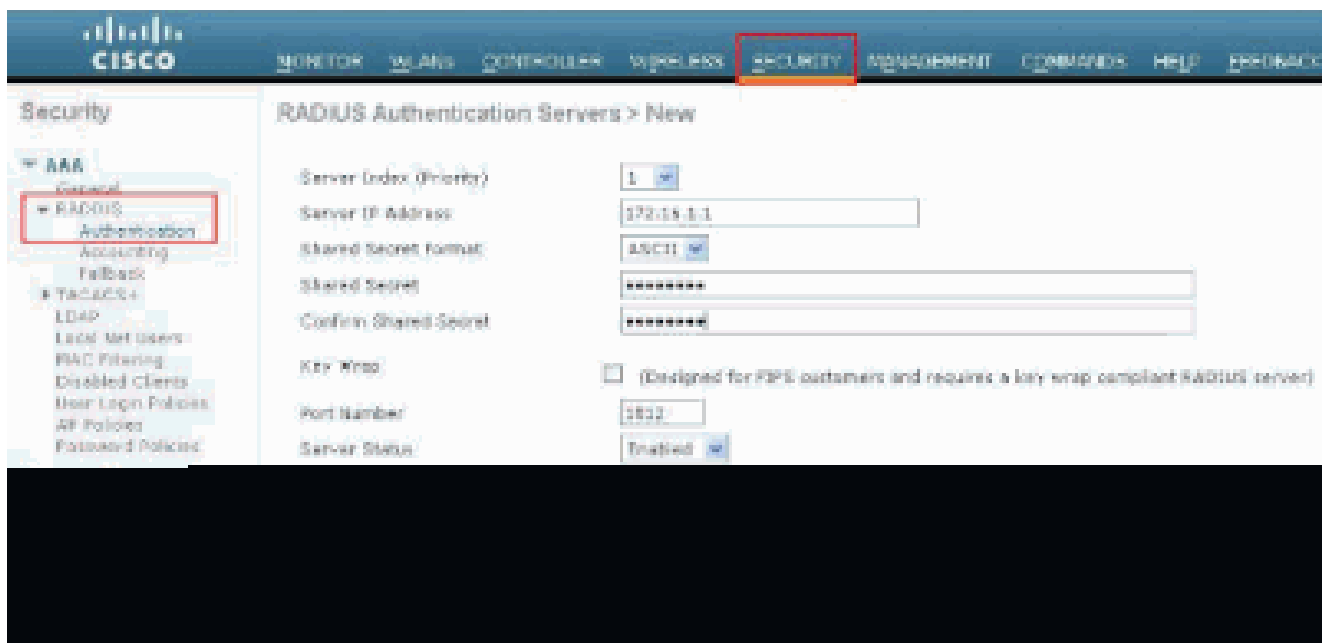 CISCO
MONITOR WLANs CONTROLLER WIRELESS SECURITY MANAGEMENT COMMANDS HELP FEEDBACK
Security
AAA
General
RADIUS
Authentication
Accounting
Fallback
TACACS+
LDAP
Local Net Users
MAC Filtering
Disabled Clients
User Login Policies
AP Policies
Password Policies
RADIUS Authentication Servers > New
Server Index (Priority) 1
Server IP Address
Shared Secret Format ASCII
Shared Secret ••••••••
Confirm Shared Secret ••••••••
Key Wrap (Designed for FIPS customers and requires a key wrap compliant RADIUS server)
Port Number 1812
Server Status Enabled